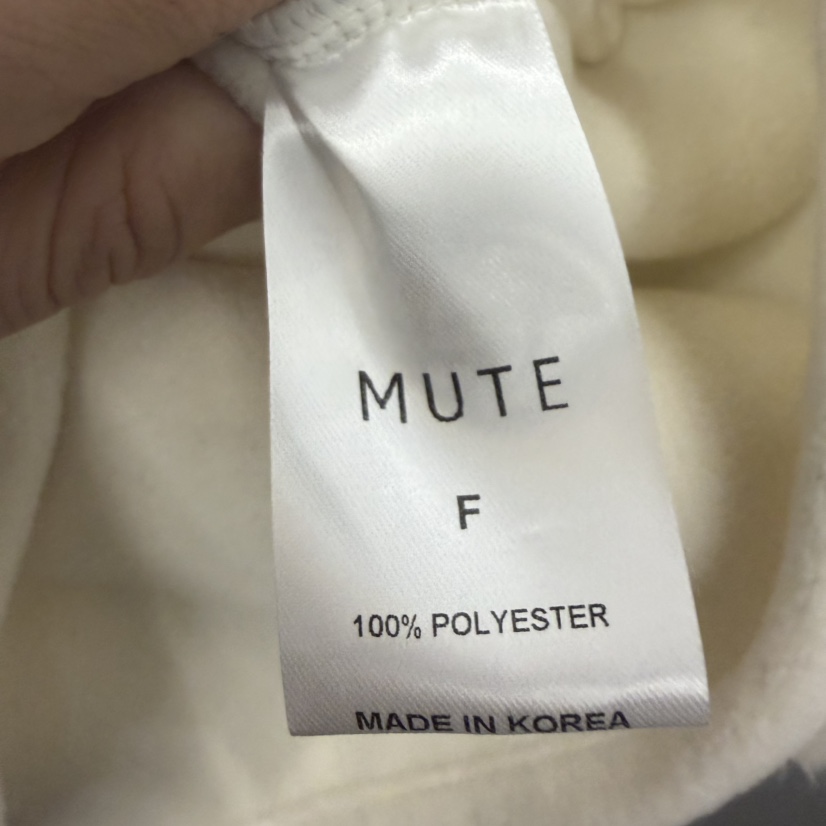 MUTE
F
100% POLYESTER
MADE IN KOREA